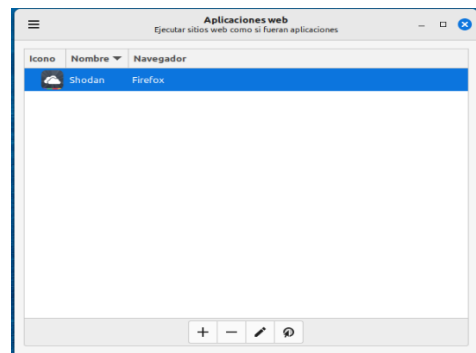 Aplicaciones web
Ejecutar sitios web como si fueran aplicaciones
Icono Nombre Navegador
Shodan Firefox